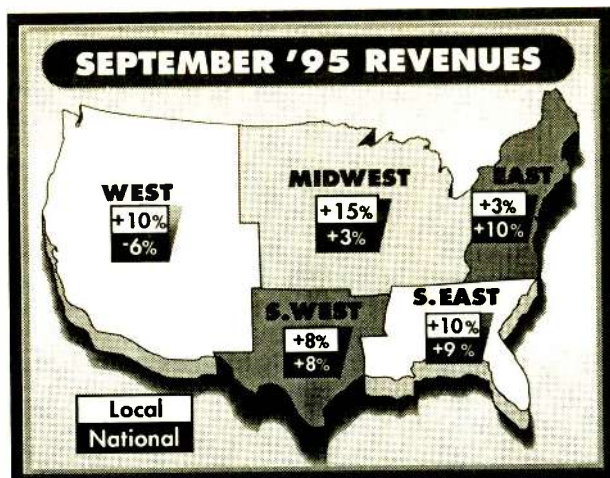 SEPTEMBER '95 REVENUES
WEST
+10%
-6%
MIDWEST
+15%
+3%
EAST
+3%
+10%
S.WEST
+8%
+8%
S.EAST
+10%
+9%
Local
National